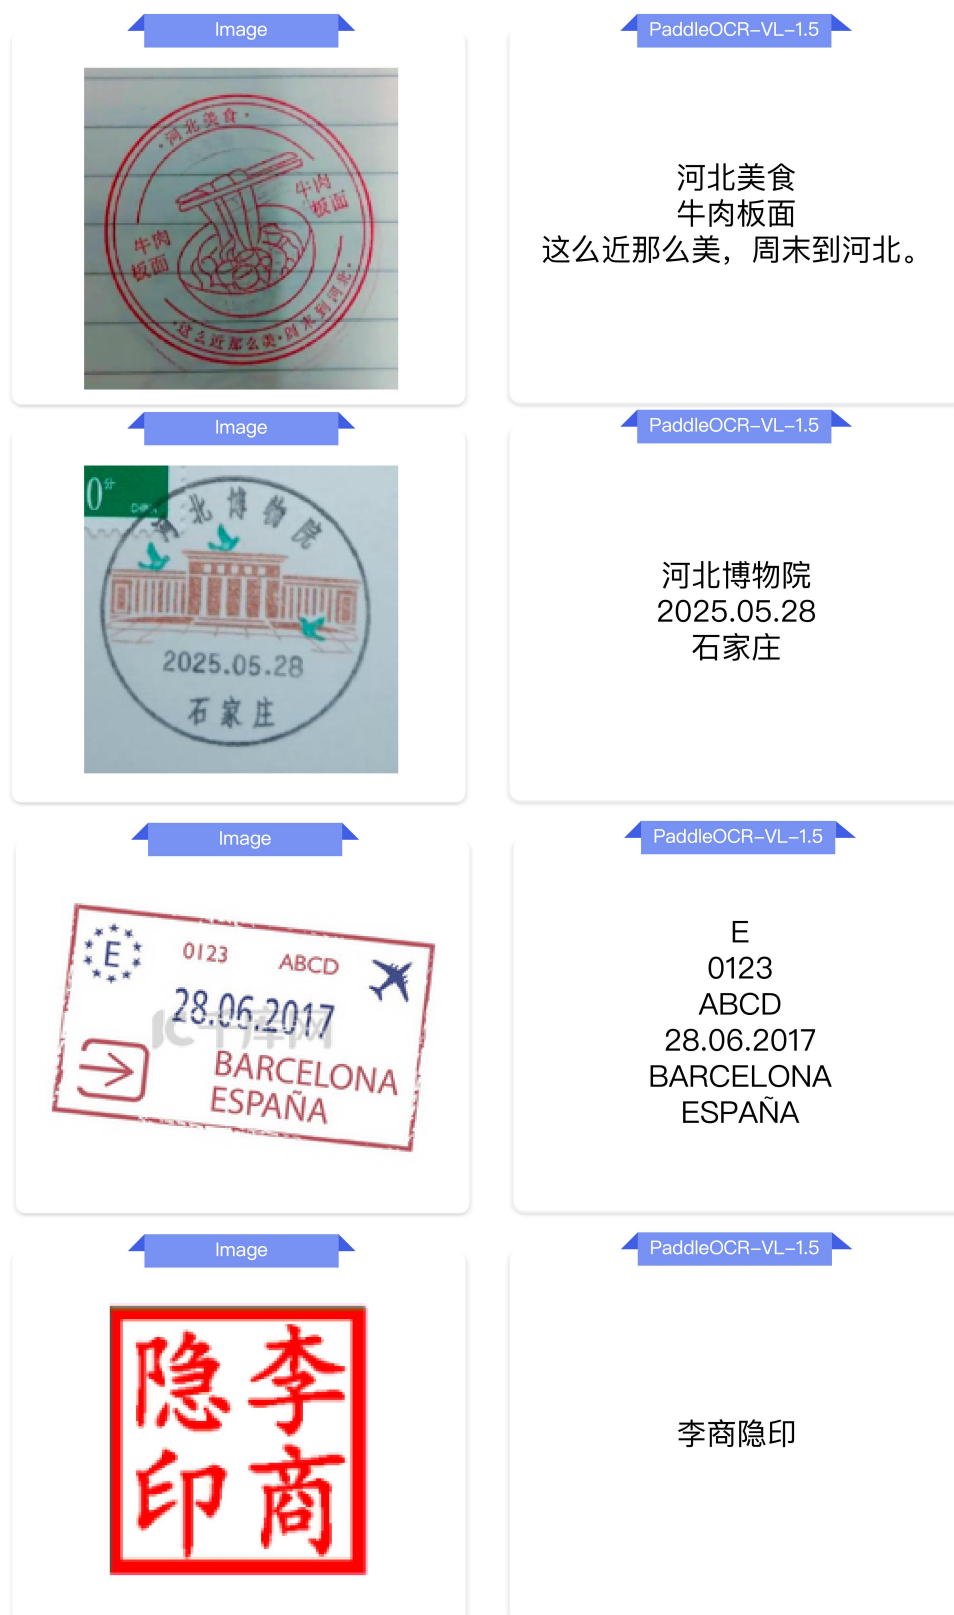 Image
PaddleOCR-VL-1.5
·河北美食·
牛肉
板面
牛肉
板面
·这么近那么美·周末到河北·
河北美食
牛肉板面
这么近那么美，周末到河北。
Image
PaddleOCR-VL-1.5
0分
河北博物院
2025.05.28
石家庄
河北博物院
2025.05.28
石家庄
Image
PaddleOCR-VL-1.5
E
0123
ABCD
28.06.2017
千库网
BARCELONA
ESPAÑA
E
0123
ABCD
28.06.2017
BARCELONA
ESPAÑA
Image
PaddleOCR-VL-1.5
李商隐印
李商隐印